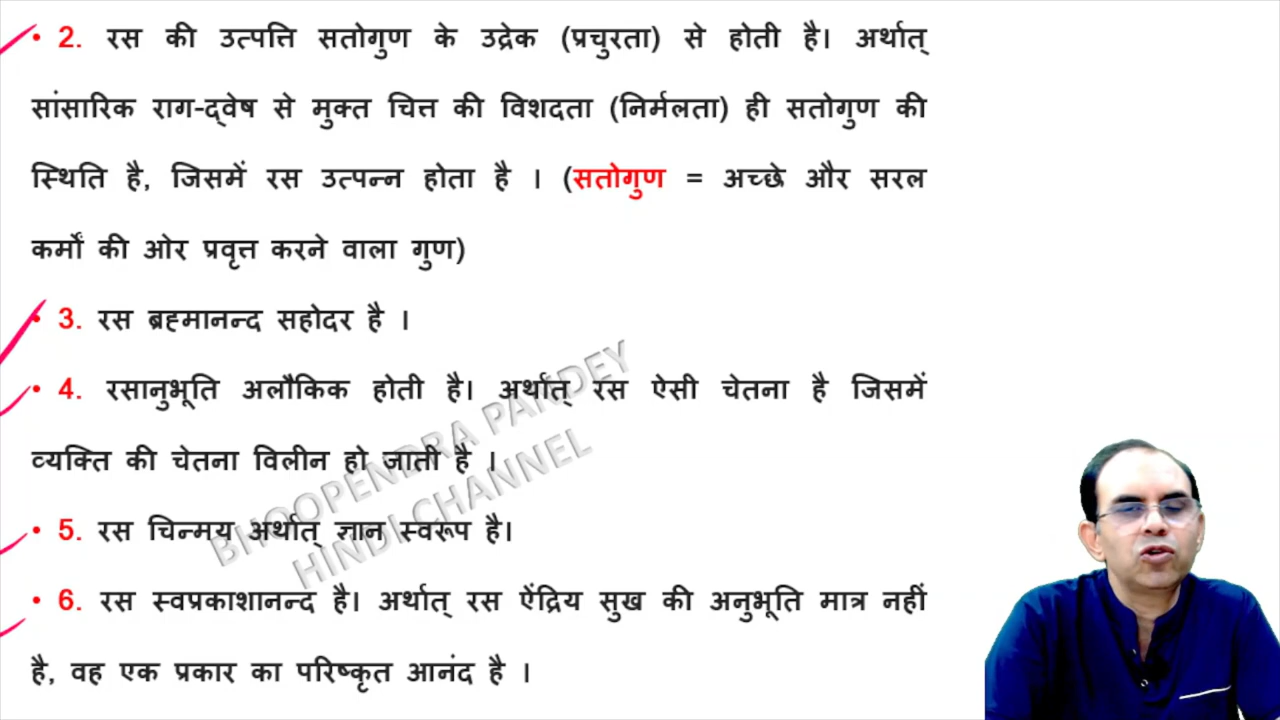 • 2. रस की उत्पत्ति सतोगुण के उद्रेक (प्रचुरता) से होती है। अर्थात्
सांसारिक राग-द्वेष से मुक्त चित्त की विशदता (निर्मलता) ही सतोगुण की
स्थिति है, जिसमें रस उत्पन्न होता है । (सतोगुण = अच्छे और सरल
कर्मों की ओर प्रवृत्त करने वाला गुण)
• 3. रस ब्रह्मानन्द सहोदर है ।
• 4. रसानुभूति अलौकिक होती है। अर्थात् रस ऐसी चेतना है जिसमें
व्यक्ति की चेतना विलीन हो जाती है ।
• 5. रस चिन्मय अर्थात् ज्ञान स्वरूप है।
• 6. रस स्वप्रकाशानन्द है। अर्थात् रस ऐंद्रिय सुख की अनुभूति मात्र नहीं
है, वह एक प्रकार का परिष्कृत आनंद है ।
BHOOPENDRA PANDEY
HINDI CHANNEL